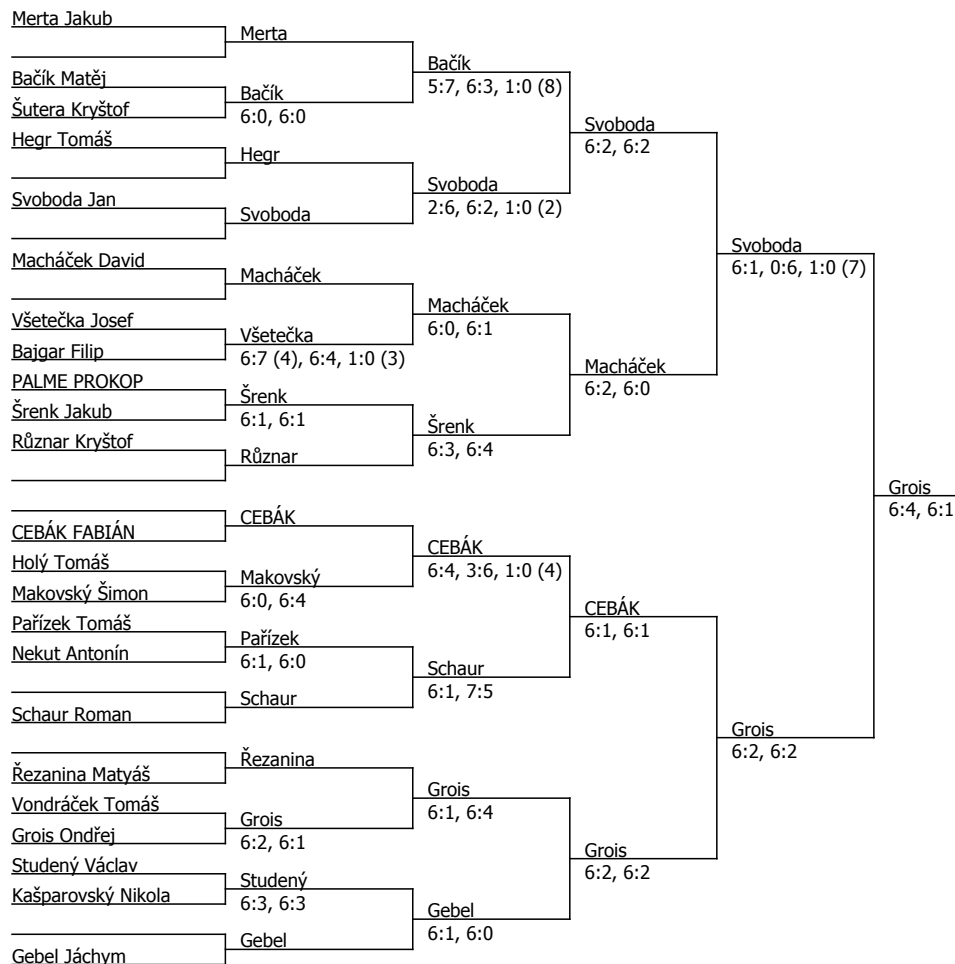 Merta Jakub
Bačík Matěj
Šutera Kryštof
Hegr Tomáš
Svoboda Jan
Macháček David
Všetečka Josef
Bajgar Filip
PALME PROKOP
Šrenk Jakub
Různar Kryštof
CEBÁK FABIÁN
Holý Tomáš
Makovský Šimon
Pařízek Tomáš
Nekut Antonín
Schaur Roman
Řezanina Matyáš
Vondráček Tomáš
Grois Ondřej
Studený Václav
Kašparovský Nikola
Gebel Jáchym
Merta
Bačík
6:0, 6:0
Hegr
Svoboda
Macháček
Všetečka
6:7 (4), 6:4, 1:0 (3)
Šrenk
6:1, 6:1
Různar
CEBÁK
Makovský
6:0, 6:4
Pařízek
6:1, 6:0
Schaur
Řezanina
Grois
6:2, 6:1
Studený
6:3, 6:3
Gebel
Bačík
5:7, 6:3, 1:0 (8)
Svoboda
2:6, 6:2, 1:0 (2)
Macháček
6:0, 6:1
Šrenk
6:3, 6:4
CEBÁK
6:4, 3:6, 1:0 (4)
Schaur
6:1, 7:5
Grois
6:1, 6:4
Gebel
6:1, 6:0
Svoboda
6:2, 6:2
Macháček
6:2, 6:0
CEBÁK
6:1, 6:1
Grois
6:2, 6:2
Svoboda
6:1, 0:6, 1:0 (7)
Grois
6:2, 6:2
Grois
6:4, 6:1